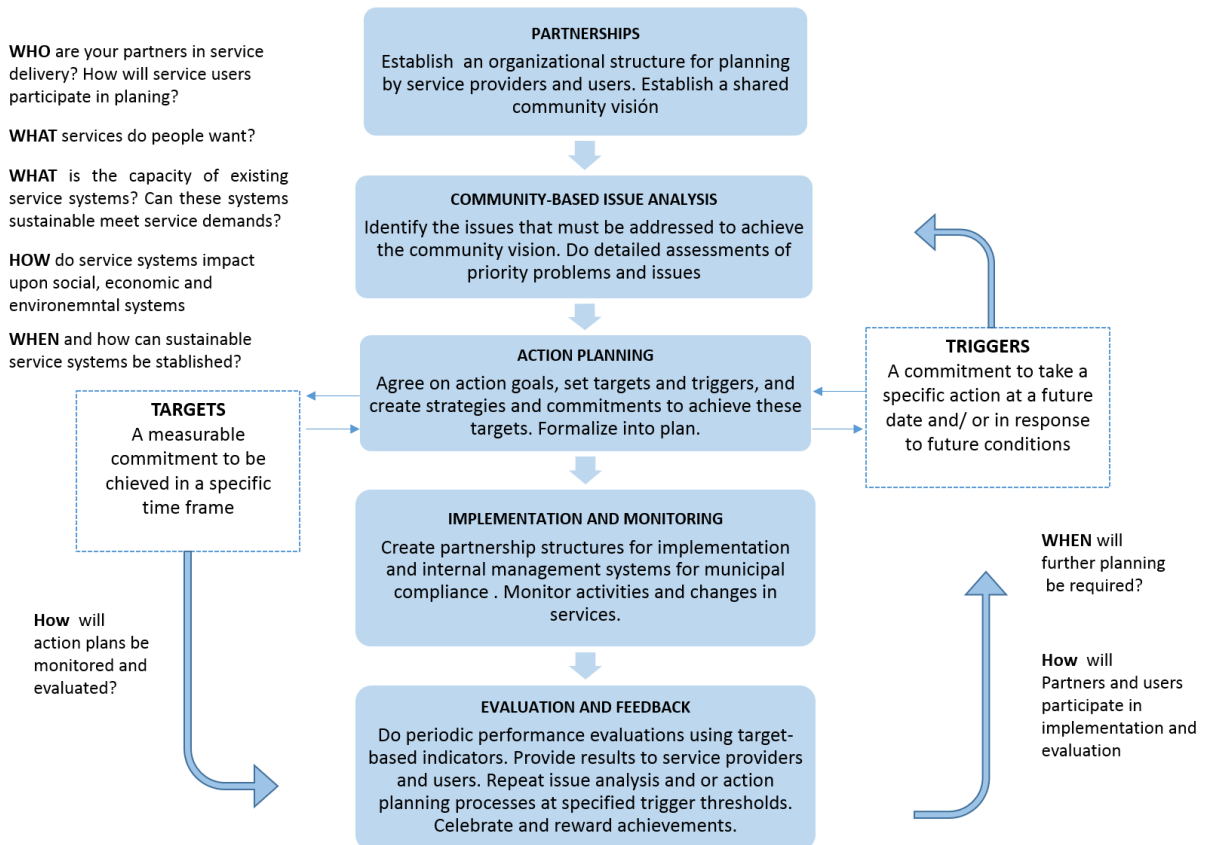 WHO are your partners in service
delivery? How will service users
participate in planing?
WHAT services do people want?
WHAT is the capacity of existing
service systems? Can these systems
sustainable meet service demands?
HOW do service systems impact
upon social, economic and
environemntal systems
WHEN and how can sustainable
service systems be stablished?
PARTNERSHIPS
Establish an organizational structure for planning
by service providers and users. Establish a shared
community visión
COMMUNITY-BASED ISSUE ANALYSIS
Identify the issues that must be addressed to achieve
the community vision. Do detailed assessments of
priority problems and issues
ACTION PLANNING
Agree on action goals, set targets and triggers, and
create strategies and commitments to achieve these
targets. Formalize into plan.
TARGETS
A measurable
commitment to be
chieved in a specific
time frame
TRIGGERS
A commitment to take a
specific action at a future
date and/ or in response
to future conditions
IMPLEMENTATION AND MONITORING
Create partnership structures for implementation
and internal management systems for municipal
compliance . Monitor activities and changes in
services.
How will
action plans be
monitored and
evaluated?
WHEN will
further planning
be required?
How will
Partners and users
participate in
implementation and
evaluation
EVALUATION AND FEEDBACK
Do periodic performance evaluations using target-
based indicators. Provide results to service providers
and users. Repeat issue analysis and or action
planning processes at specified trigger thresholds.
Celebrate and reward achievements.